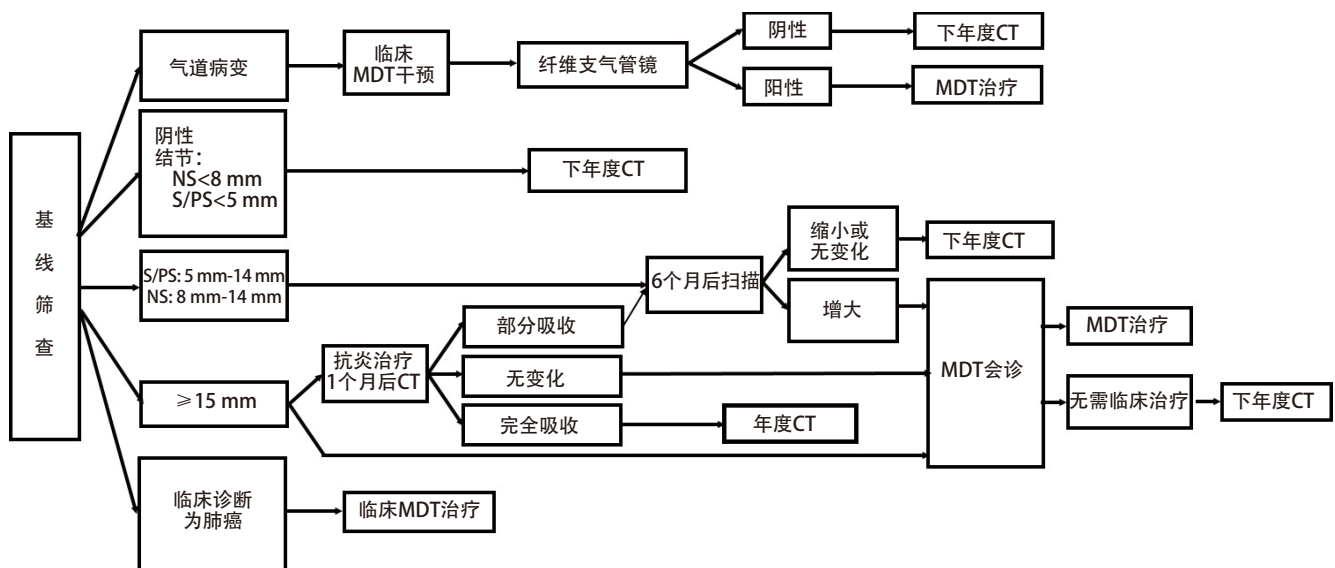 基线筛查
气道病变
临床
MDT干预
纤维支气管镜
阴性
下年度CT
阳性
MDT治疗
阴性
结节：
NS<8 mm
S/PS<5 mm
下年度CT
S/PS: 5 mm-14 mm
NS: 8 mm-14 mm
6个月后扫描
缩小或
无变化
下年度CT
增大
≥15 mm
抗炎治疗
1个月后CT
部分吸收
无变化
完全吸收
年度CT
MDT会诊
MDT治疗
无需临床治疗
下年度CT
临床诊断
为肺癌
临床MDT治疗